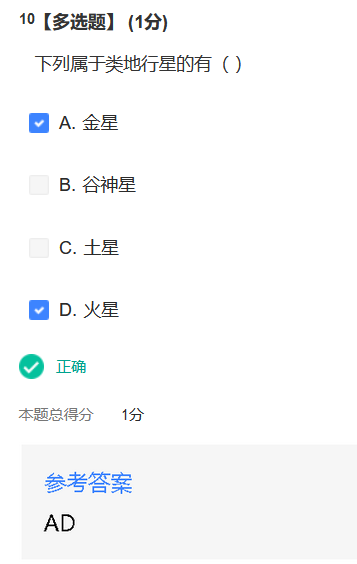 10【多选题】 (1分)
下列属于类地行星的有（ ）
A. 金星
B. 谷神星
C. 土星
D. 火星
正确
本题总得分 1分
参考答案
AD